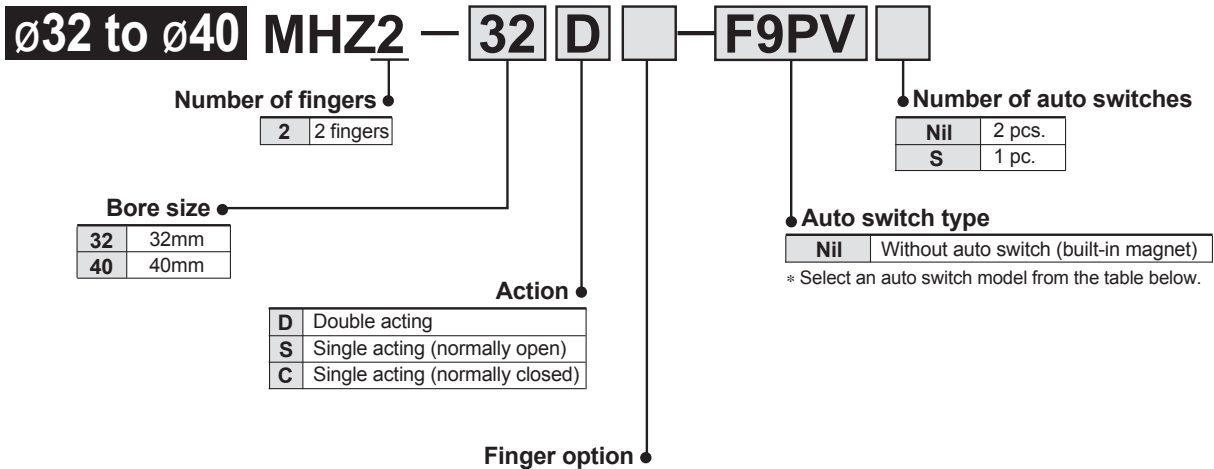 ø32 to ø40 MHZ2 — 32 D — F9PV
Number of fingers
2 2 fingers
Number of auto switches
Nil 2 pcs.
S 1 pc.
Bore size
32 32mm
40 40mm
Auto switch type
Nil Without auto switch (built-in magnet)
∗ Select an auto switch model from the table below.
Action
D Double acting
S Single acting (normally open)
C Single acting (normally closed)
Finger option